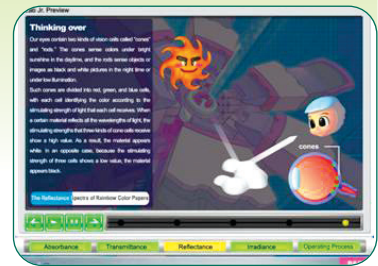 ab Jr. Preview
Thinking over
Our eyes contain two kinds of vision cells called "cones"
and "rods." The cones sense colors under bright
sunshine in the daytime, and the rods sense objects or
images as black and white pictures in the night time or
under low illumination.
Such cones are divided into red, green, and blue cells,
with each cell identifying the color according to the
stimulating strength of light that each cell receives. When
a certain material reflects all the wavelengths of light, the
stimulating strengths that three kinds of cone cells receive
show a high value. As a result, the material appears
white. In an opposite case, because the stimulating
strength of three cells shows a low value, the material
appears black.
cones
The Reflectance Spectra of Rainbow Color Papers
Absorbance Transmittance Reflectance Irradiance Operating Process